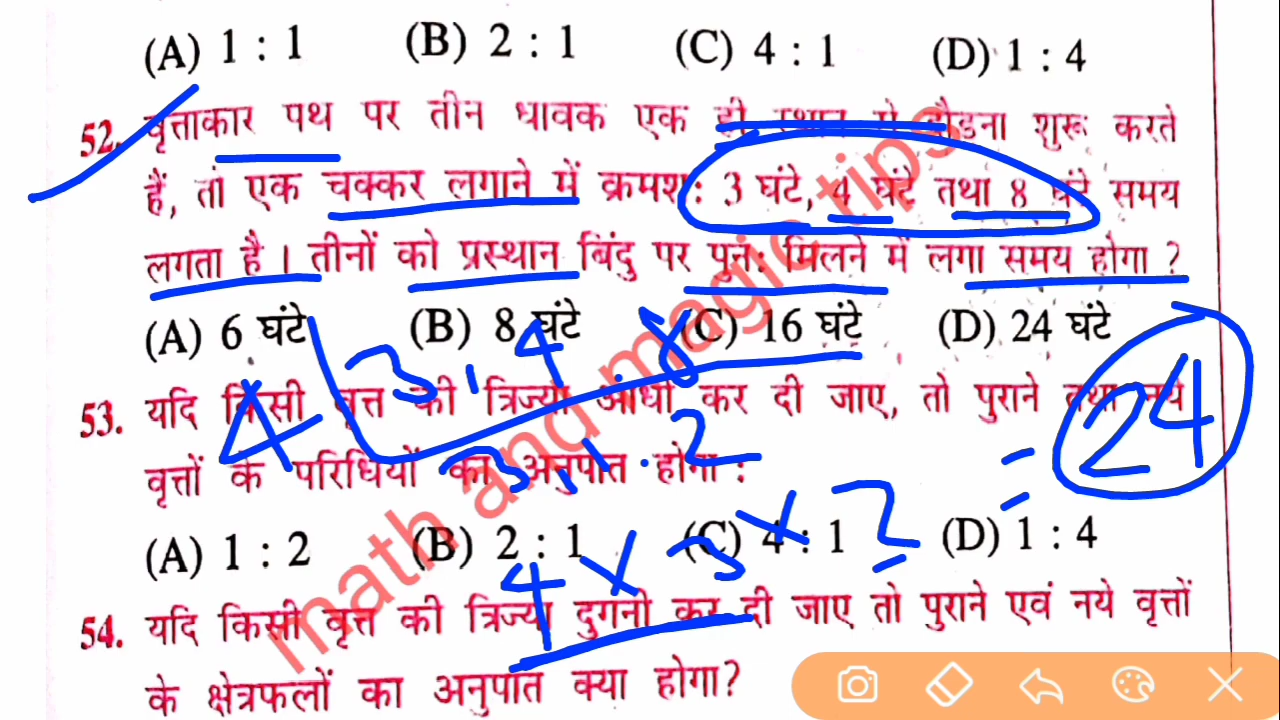 (A) 1 : 1 (B) 2 : 1 (C) 4 : 1 (D) 1 : 4
52. वृत्ताकार पथ पर तीन धावक एक ही स्थान से दौड़ना शुरू करते
हैं, तो एक चक्कर लगाने में क्रमशः 3 घंटे, 4 घंटे तथा 8 घंटे समय
लगता है। तीनों को प्रस्थान बिंदु पर पुनः मिलने में लगा समय होगा ?
(A) 6 घंटे (B) 8 घंटे (C) 16 घंटे (D) 24 घंटे
4 3, 4, 8
53. यदि किसी वृत्त की त्रिज्या आधी कर दी जाए, तो पुराने तथा नये
3, 1, 2 = 24
वृत्तों के परिधियों का अनुपात होगा :
(A) 1 : 2 (B) 2 : 1 (C) 4 : 1 (D) 1 : 4
4 × 3 × 2
54. यदि किसी वृत्त की त्रिज्या दुगनी कर दी जाए तो पुराने एवं नये वृत्तों
के क्षेत्रफलों का अनुपात क्या होगा?
math and magic tips